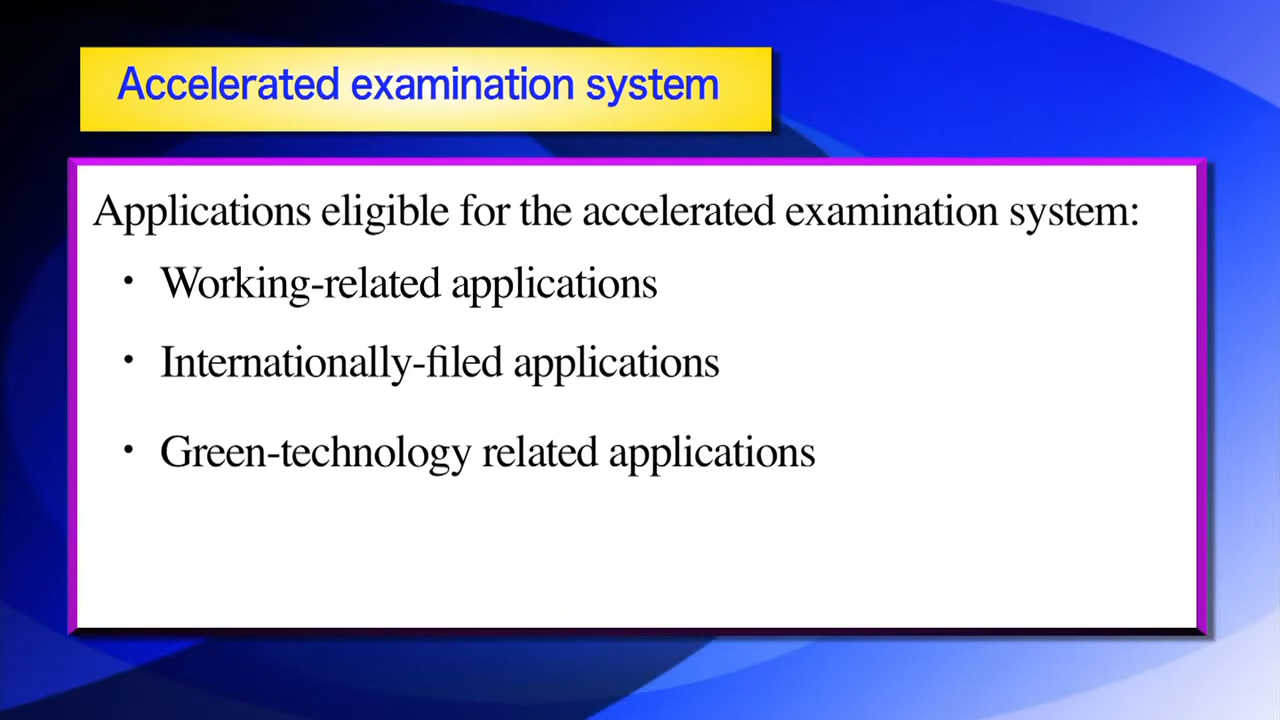 Accelerated examination system
Applications eligible for the accelerated examination system:
・ Working-related applications
・ Internationally-filed applications
・ Green-technology related applications